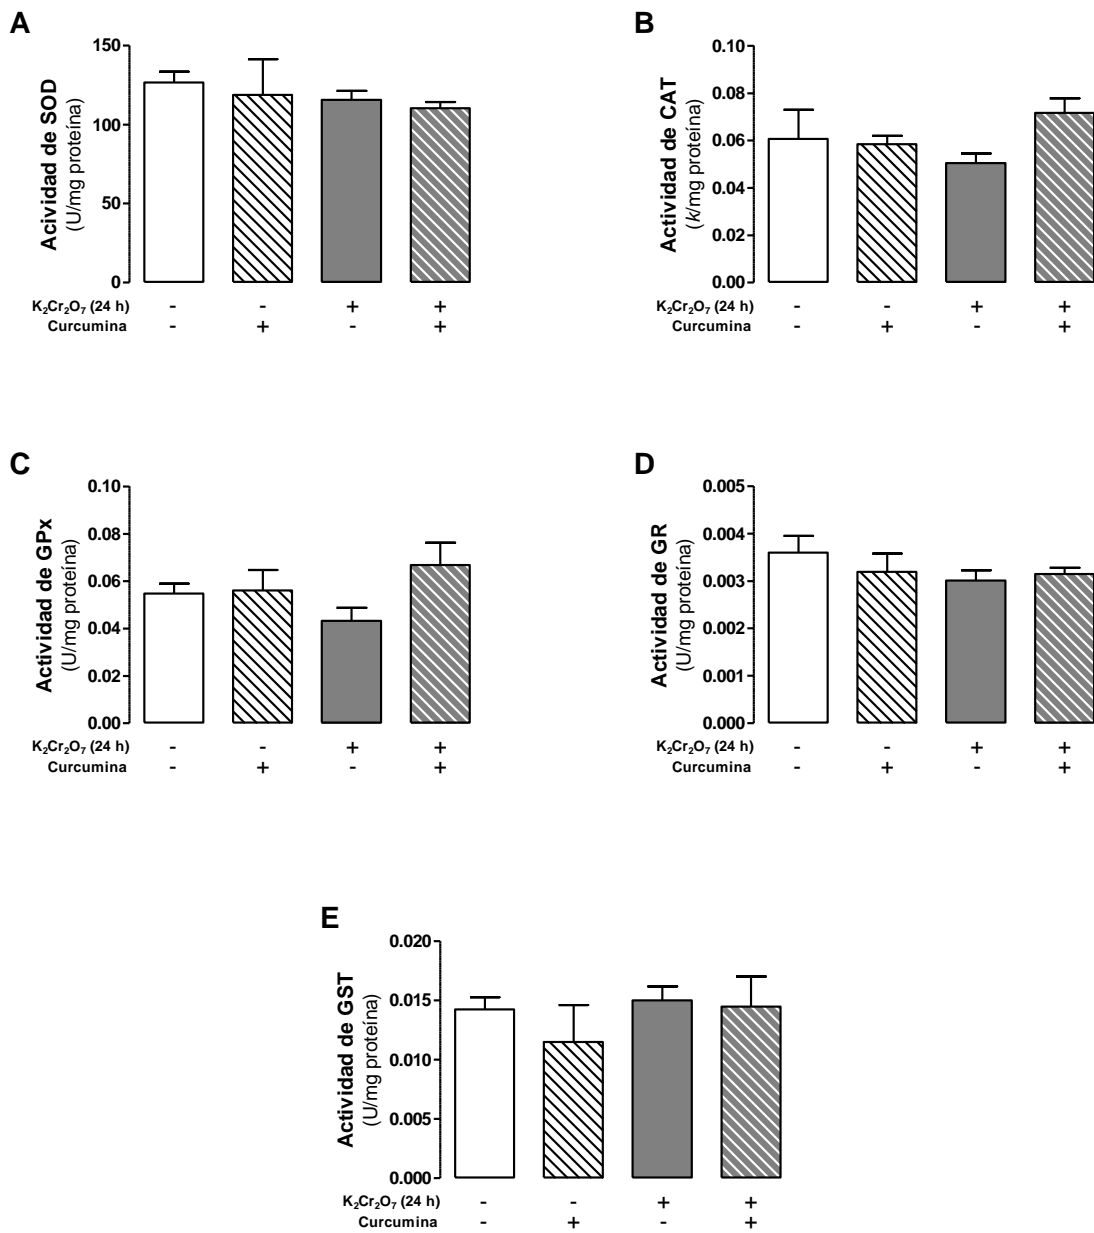 A
Acividad de SOD
(U/mg proteína)
150
100
50
0
K₂Cr₂O₇ (24 h) - - + +
Curcumina - + - +
B
Actividad de CAT
(k/mg proteína)
0.10
0.08
0.06
0.04
0.02
0.00
K₂Cr₂O₇ (24 h) - - + +
Curcumina - + - +
C
Actividad de GPx
(U/mg proteína)
0.10
0.08
0.06
0.04
0.02
0.00
K₂Cr₂O₇ (24 h) - - + +
Curcumina - + - +
D
Actividad de GR
(U/mg proteína)
0.005
0.004
0.003
0.002
0.001
0.000
K₂Cr₂O₇ (24 h) - - + +
Curcumina - + - +
E
Actividad de GST
(U/mg proteína)
0.020
0.015
0.010
0.005
0.000
K₂Cr₂O₇ (24 h) - - + +
Curcumina - + - +